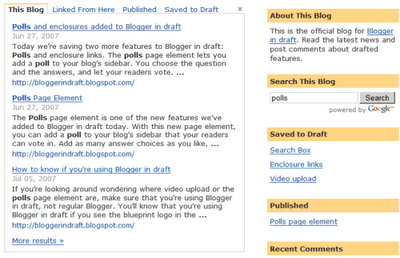 This Blog Linked From Here Published Saved to Draft ×
Polls and enclosures added to Blogger in draft
Jun 27, 2007
Today we're saving two more features to Blogger in draft:
Polls and enclosure links. The polls page element lets you
add a poll to your blog's sidebar. You choose the question
and the answers, and let your readers vote. ...
http://bloggerindraft.blogspot.com/
Polls Page Element
Jun 27, 2007
The Polls page element is one of the new features we've
added to Blogger in draft today. With this new page element,
you can add a poll to your blog's sidebar that your readers
can vote in. Add as many answer choices as you like, ...
http://bloggerindraft.blogspot.com/
How to know if you're using Blogger in draft
Jul 05, 2007
If you're looking around wondering where video upload or the
polls page element are, make sure that you're using Blogger
in draft, not regular Blogger. You'll know that you're using
Blogger in draft if you see the blueprint logo in the ...
http://bloggerindraft.blogspot.com/
More results »
About This Blog
This is the official blog for Blogger
in draft. Read the latest news and
post comments about drafted
features.
Search This Blog
polls Search
powered by Google™
Saved to Draft
Search Box
Enclosure links
Video upload
Published
Polls page element
Recent Comments